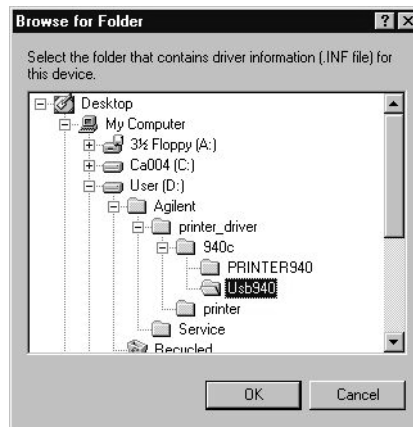 Browse for Folder
Select the folder that contains driver information (.INF file) for
this device.
Desktop
My Computer
3½ Floppy (A:)
Ca004 (C:)
User (D:)
Agilent
printer_driver
940c
PRINTER940
Usb940
printer
Service
Recycled
OK Cancel